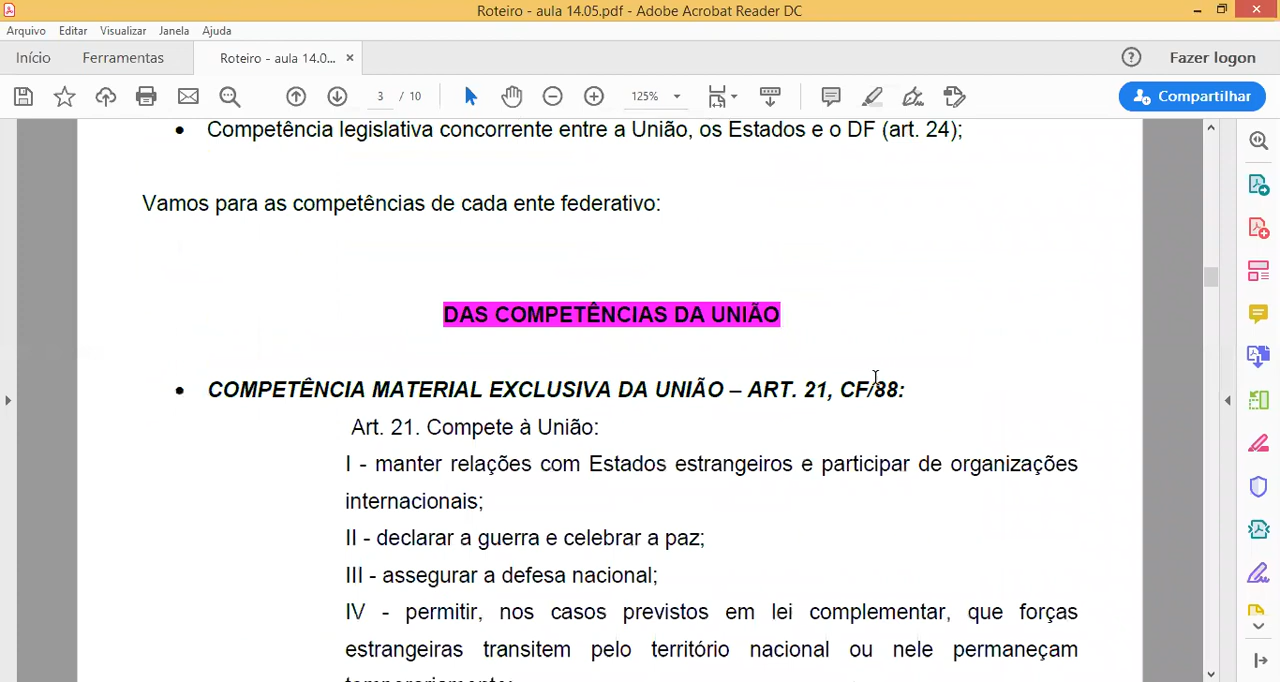 Roteiro - aula 14.05.pdf - Adobe Acrobat Reader DC
Arquivo Editar Visualizar Janela Ajuda
Início Ferramentas Roteiro - aula 14.0... × Fazer logon
3 / 10 125% Compartilhar
• Competência legislativa concorrente entre a União, os Estados e o DF (art. 24);
Vamos para as competências de cada ente federativo:
DAS COMPETÊNCIAS DA UNIÃO
• COMPETÊNCIA MATERIAL EXCLUSIVA DA UNIÃO – ART. 21, CF/88:
Art. 21. Compete à União:
I - manter relações com Estados estrangeiros e participar de organizações
internacionais;
II - declarar a guerra e celebrar a paz;
III - assegurar a defesa nacional;
IV - permitir, nos casos previstos em lei complementar, que forças
estrangeiras transitem pelo território nacional ou nele permaneçam